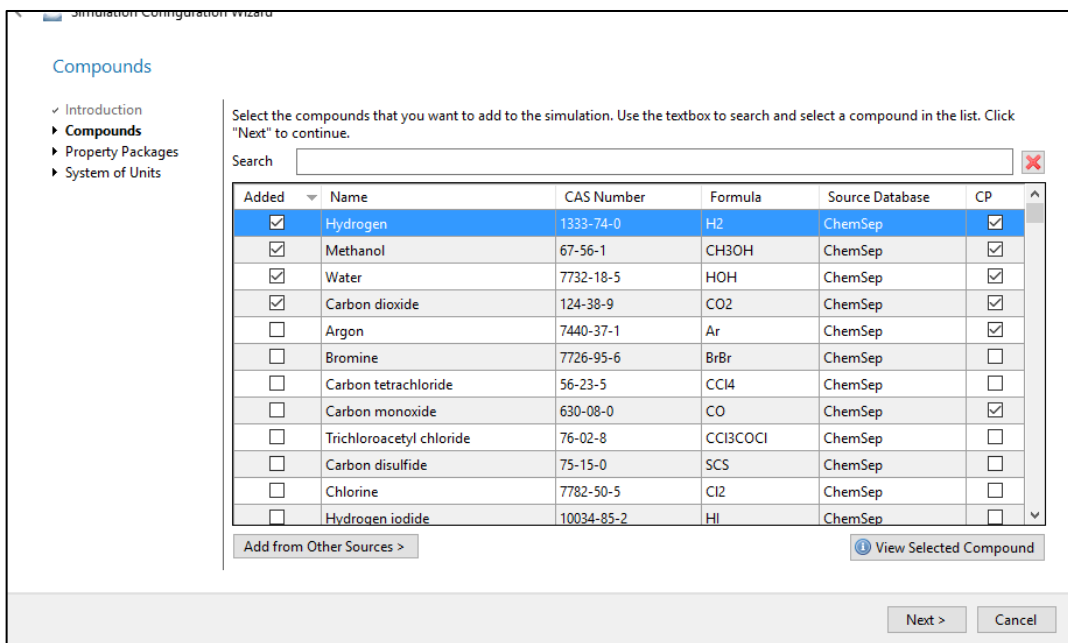 Simulation Configuration Wizard
Compounds
Introduction
Compounds
Property Packages
System of Units
Select the compounds that you want to add to the simulation. Use the textbox to search and select a compound in the list. Click
"Next" to continue.
Search
Added Name CAS Number Formula Source Database CP
Hydrogen 1333-74-0 H2 ChemSep
Methanol 67-56-1 CH3OH ChemSep
Water 7732-18-5 HOH ChemSep
Carbon dioxide 124-38-9 CO2 ChemSep
Argon 7440-37-1 Ar ChemSep
Bromine 7726-95-6 BrBr ChemSep
Carbon tetrachloride 56-23-5 CCl4 ChemSep
Carbon monoxide 630-08-0 CO ChemSep
Trichloroacetyl chloride 76-02-8 CCl3COCl ChemSep
Carbon disulfide 75-15-0 SCS ChemSep
Chlorine 7782-50-5 Cl2 ChemSep
Hydrogen iodide 10034-85-2 HI ChemSep
Add from Other Sources >
View Selected Compound
Next > Cancel